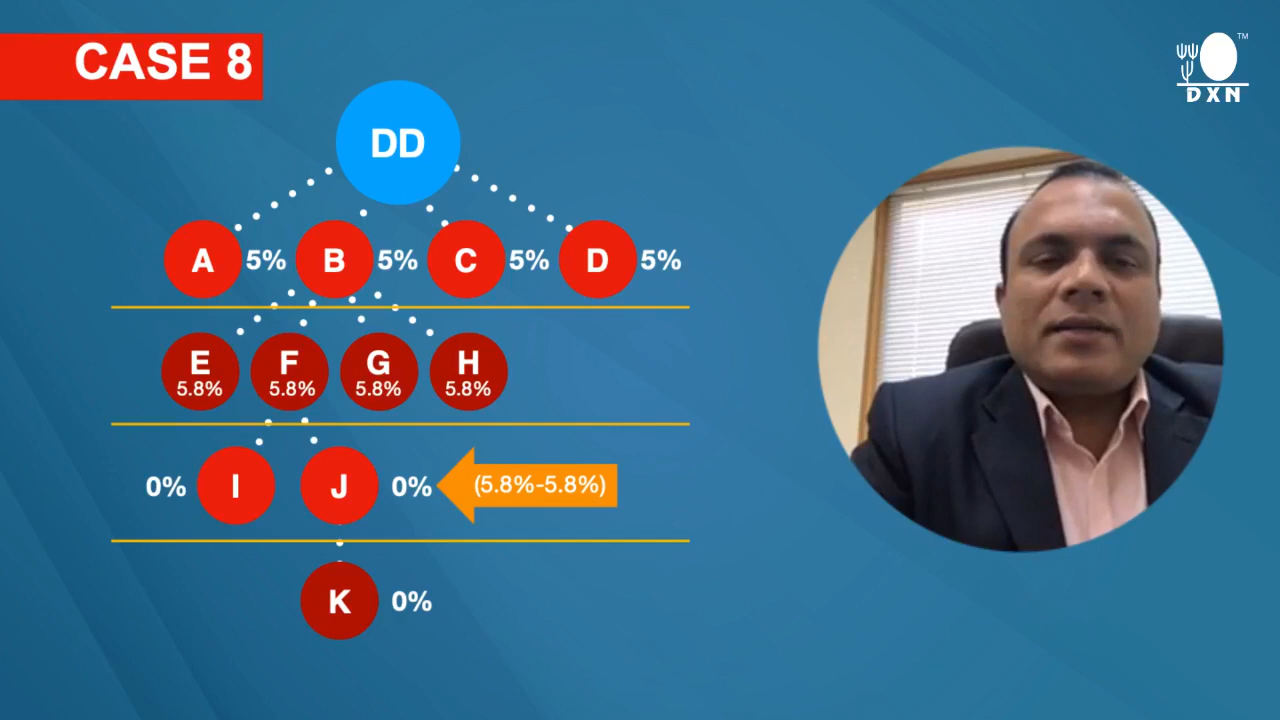 CASE 8
TM
DXN
DD
A 5% B 5% C 5% D 5%
E F G H
5.8% 5.8% 5.8% 5.8%
0% I J 0% (5.8%-5.8%)
K 0%